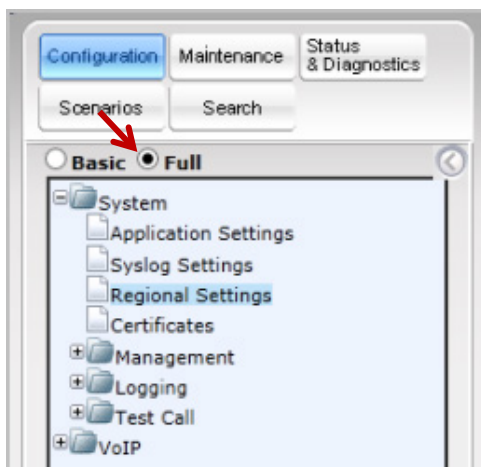 Configuration Maintenance Status & Diagnostics
Scenarios Search
Basic Full
System
Application Settings
Syslog Settings
Regional Settings
Certificates
Management
Logging
Test Call
VoIP